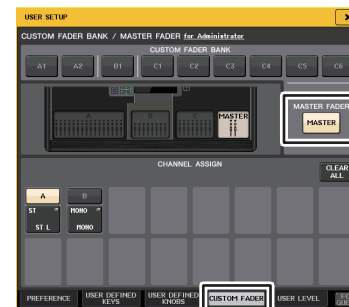 USER SETUP
CUSTOM FADER BANK / MASTER FADER for Administrator
CUSTOM FADER BANK
A1 A2 B1 C1 C2 C3 C4 C5 C6
MASTER FADER
MASTER
A B C MASTER
CHANNEL ASSIGN
CLEAR ALL
A B
ST MONO
ST L MONO
PREFERENCE USER DEFINED KEYS USER DEFINED KNOBS CUSTOM FADER USER LEVEL